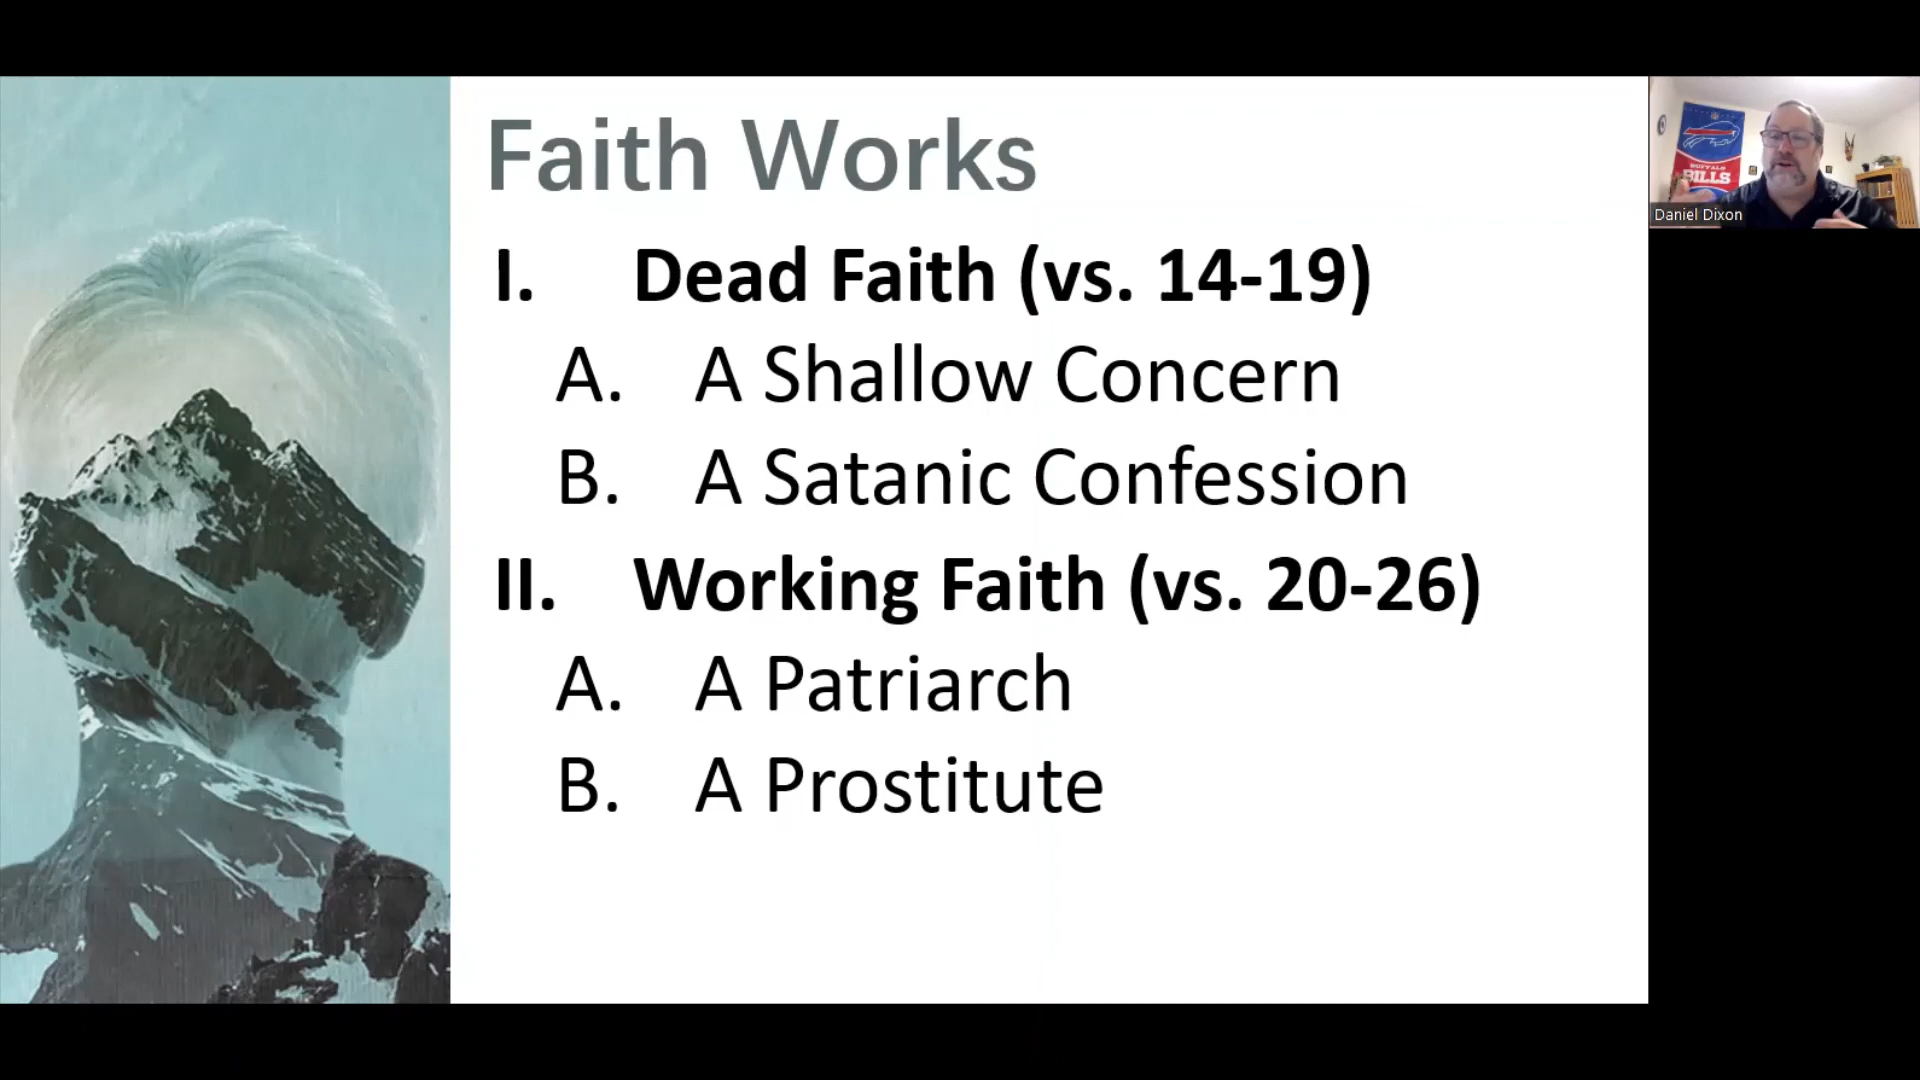 Faith Works
I. Dead Faith (vs. 14-19)
A. A Shallow Concern
B. A Satanic Confession
II. Working Faith (vs. 20-26)
A. A Patriarch
B. A Prostitute
BUFFALO
BILLS
Daniel Dixon